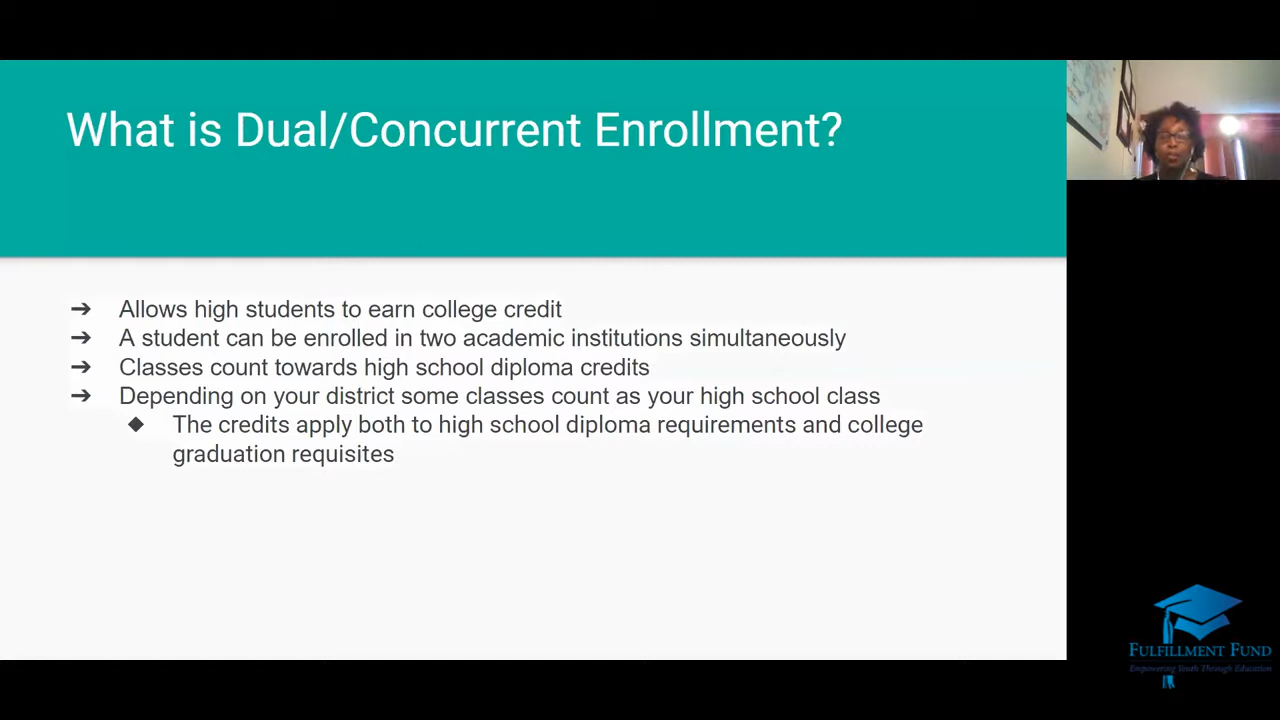 What is Dual/Concurrent Enrollment?
➔ Allows high students to earn college credit
➔ A student can be enrolled in two academic institutions simultaneously
➔ Classes count towards high school diploma credits
➔ Depending on your district some classes count as your high school class
◆ The credits apply both to high school diploma requirements and college
graduation requisites
FULFILLMENT FUND
Empowering Youth Through Education